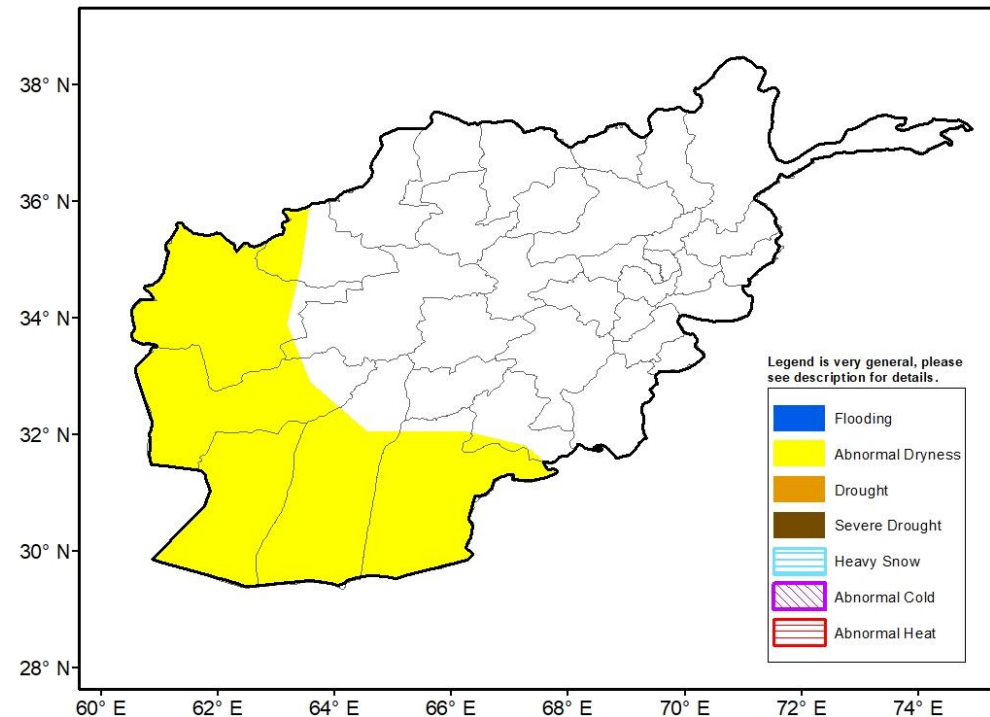 38° N
36° N
34° N
32° N
30° N
28° N
Legend is very general, please
see description for details.
Flooding
Abnormal Dryness
Drought
Severe Drought
Heavy Snow
Abnormal Cold
Abnormal Heat
60° E 62° E 64° E 66° E 68° E 70° E 72° E 74° E